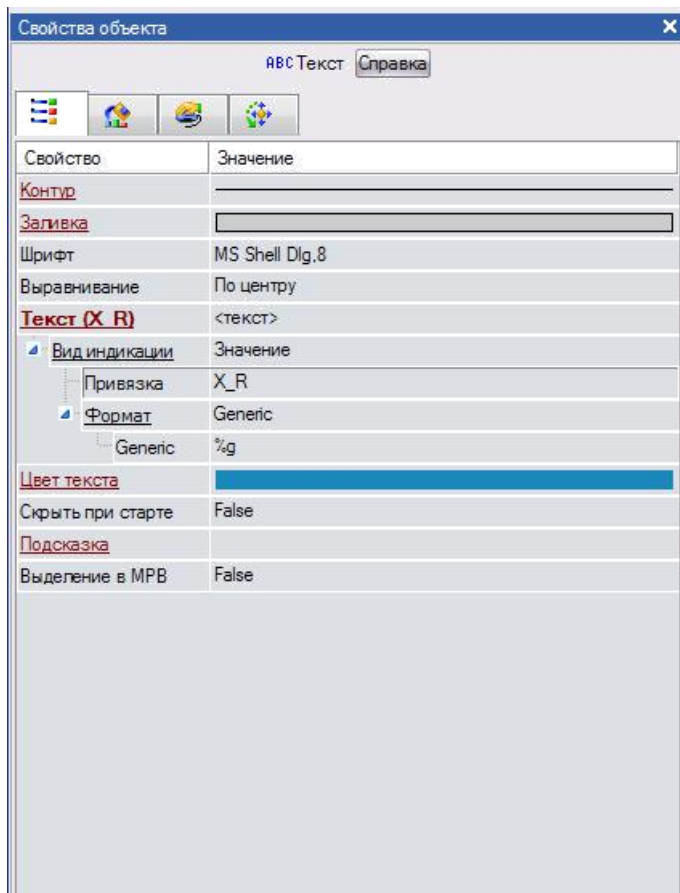 Свойства объекта
ABC Текст Справка
Свойство Значение
Контур
Заливка
Шрифт MS Shell Dlg,8
Выравнивание По центру
Текст (X_R) <текст>
Вид индикации Значение
Привязка X_R
Формат Generic
Generic %g
Цвет текста
Скрыть при старте False
Подсказка
Выделение в МРВ False